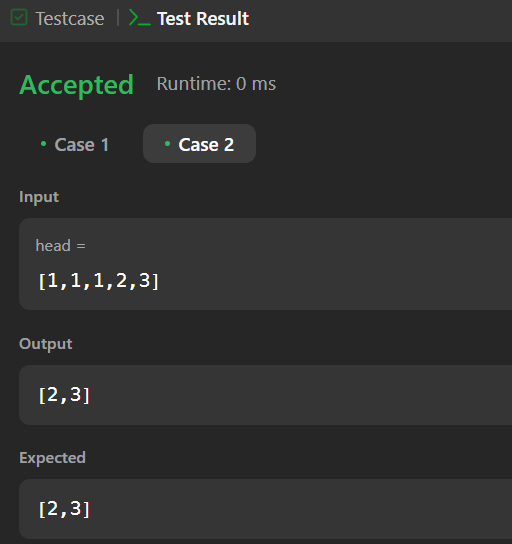 Testcase | Test Result
Accepted Runtime: 0 ms
• Case 1 • Case 2
Input
head =
[1,1,1,2,3]
Output
[2,3]
Expected
[2,3]